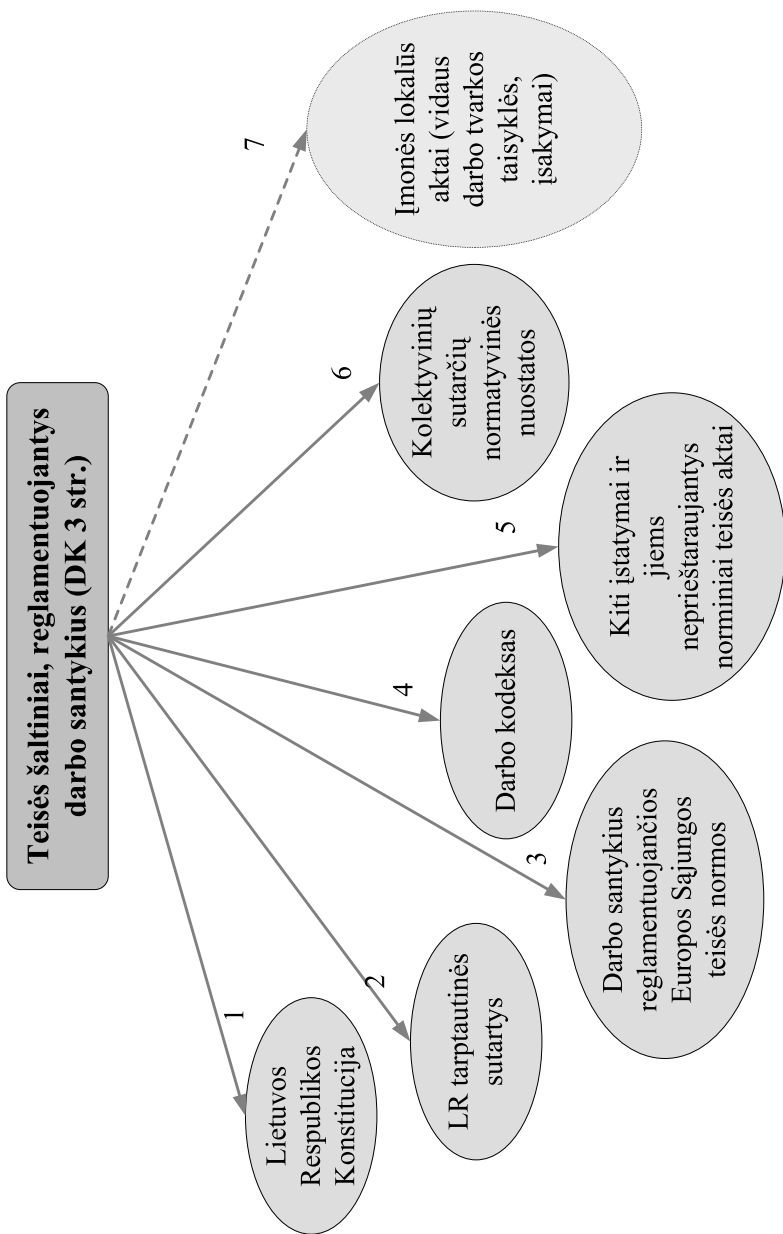 Teisės šaltiniai, reglamentuojantys
darbo santykius (DK 3 str.)
1
Lietuvos
Respublikos
Konstitucija
2
LR tarptautinės
sutartys
3
Darbo santykius
reglamentuojančios
Europos Sąjungos
teisės normos
4
Darbo kodeksas
5
Kiti įstatymai ir
jiems
neprieštaraujantys
norminiai teisės aktai
6
Kolektyvinių
sutarčių
normatyvinės
nuostatos
7
Įmonės lokalūs
aktai (vidaus
darbo tvarkos
taisyklės,
įsakymai)